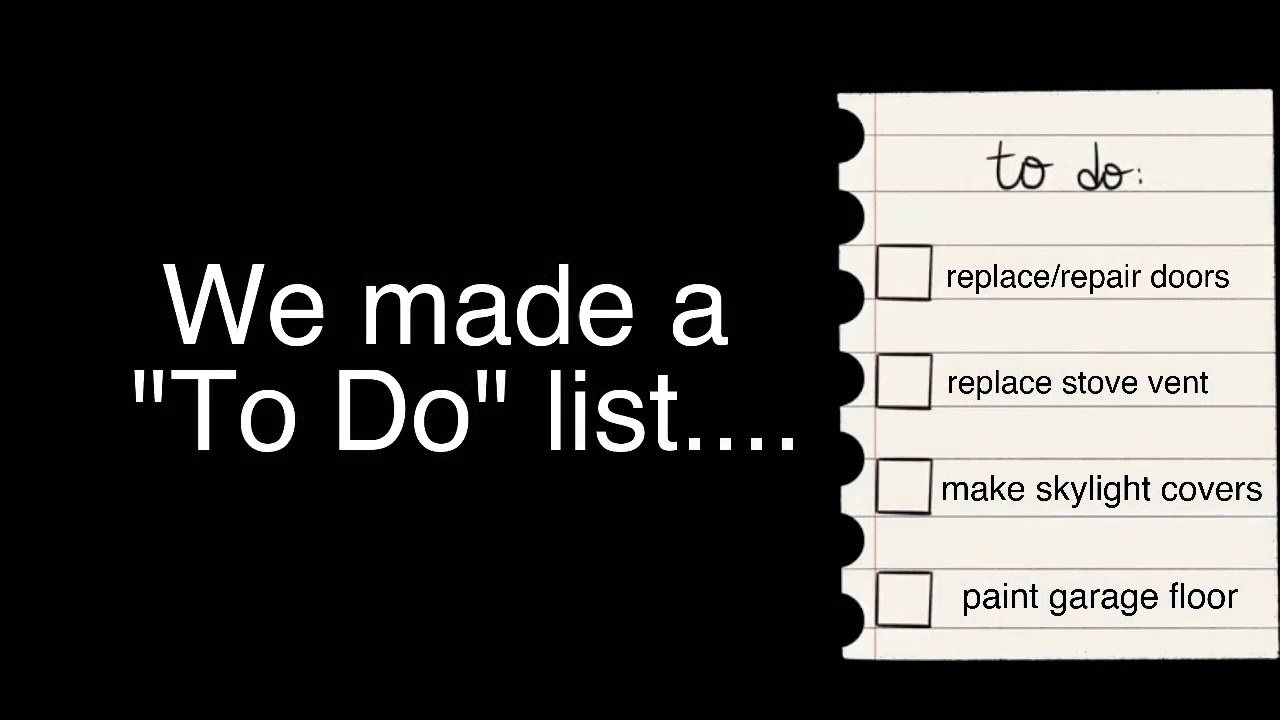 We made a
"To Do" list....
to do:
replace/repair doors
replace stove vent
make skylight covers
paint garage floor